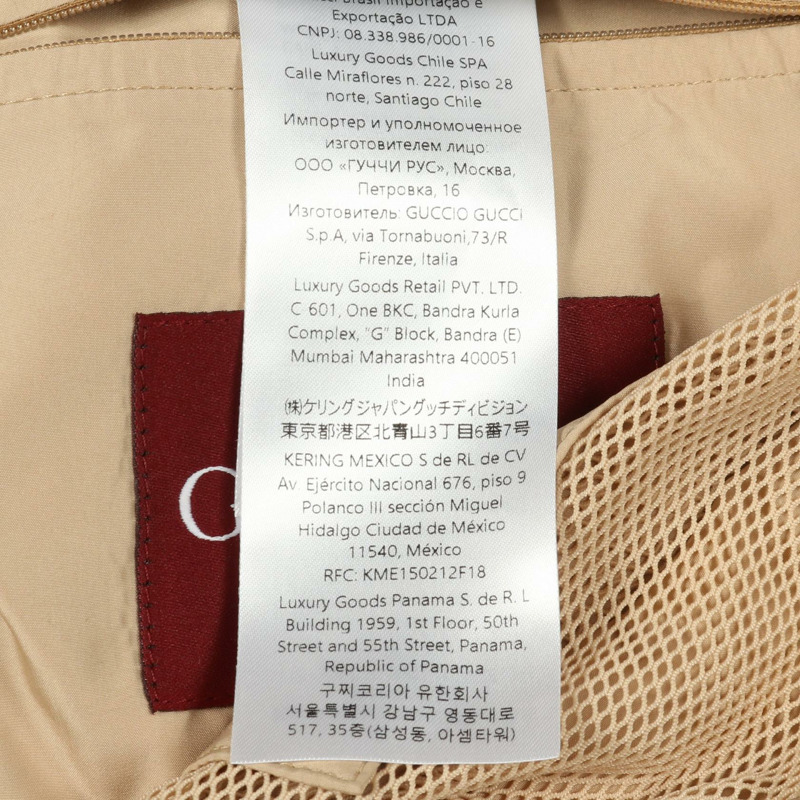 Brasil Importação e
Exportação LTDA
CNPJ: 08.338.986/0001-16
Luxury Goods Chile SPA
Calle Miraflores n. 222, piso 28
norte, Santiago Chile
Импортер и уполномоченное
изготовителем лицо:
ООО «ГУЧЧИ РУС», Москва,
Петровка, 16
Изготовитель: GUCCIO GUCCI
S.p.A, via Tornabuoni,73/R
Firenze, Italia
Luxury Goods Retail PVT. LTD.
C 601, One BKC, Bandra Kurla
Complex, "G" Block, Bandra (E)
Mumbai Maharashtra 400051
India
㈱ケリングジャパングッチディビジョン
東京都港区北青山3丁目6番7号
KERING MEXICO S de RL de CV
Av. Ejército Nacional 676, piso 9
Polanco III sección Miguel
Hidalgo Ciudad de México
11540, México
RFC: KME150212F18
Luxury Goods Panama S. de R. L
Building 1959, 1st Floor, 50th
Street and 55th Street, Panama,
Republic of Panama
구찌코리아 유한회사
서울특별시 강남구 영동대로
517, 35층(삼성동, 아셈타워)
G